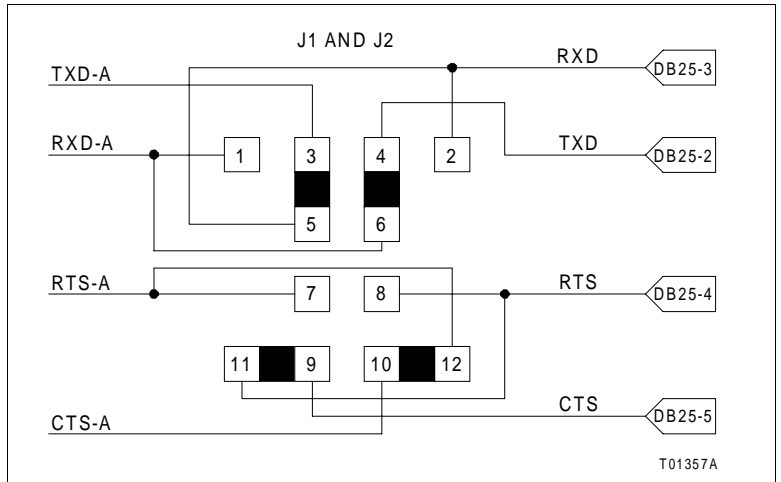 J1 AND J2
RXD
DB25-3
TXD-A
RXD-A
1
3
4
2
TXD
DB25-2
5
6
RTS-A
7
8
RTS
DB25-4
11
9
10
12
CTS
DB25-5
CTS-A
T01357A